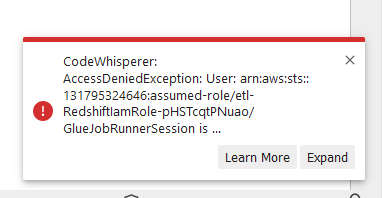 CodeWhisperer:
AccessDeniedException: User: arn:aws:sts::
131795324646:assumed-role/etl-
RedshiftIamRole-pHSTcqtPNuao/
GlueJobRunnerSession is ...
Learn More Expand